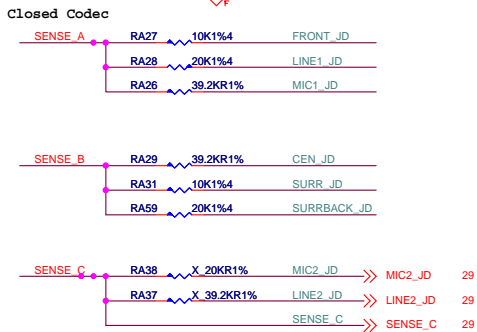 F
Closed Codec
SENSE_A RA27 10K1%4 FRONT_JD
RA28 20K1%4 LINE1_JD
RA26 39.2KR1% MIC1_JD
SENSE_B RA29 39.2KR1% CEN_JD
RA31 10K1%4 SURR_JD
RA59 20K1%4 SURRBACK_JD
SENSE_C RA38 X_20KR1% MIC2_JD MIC2_JD 29
RA37 X_39.2KR1% LINE2_JD LINE2_JD 29
SENSE_C SENSE_C 29